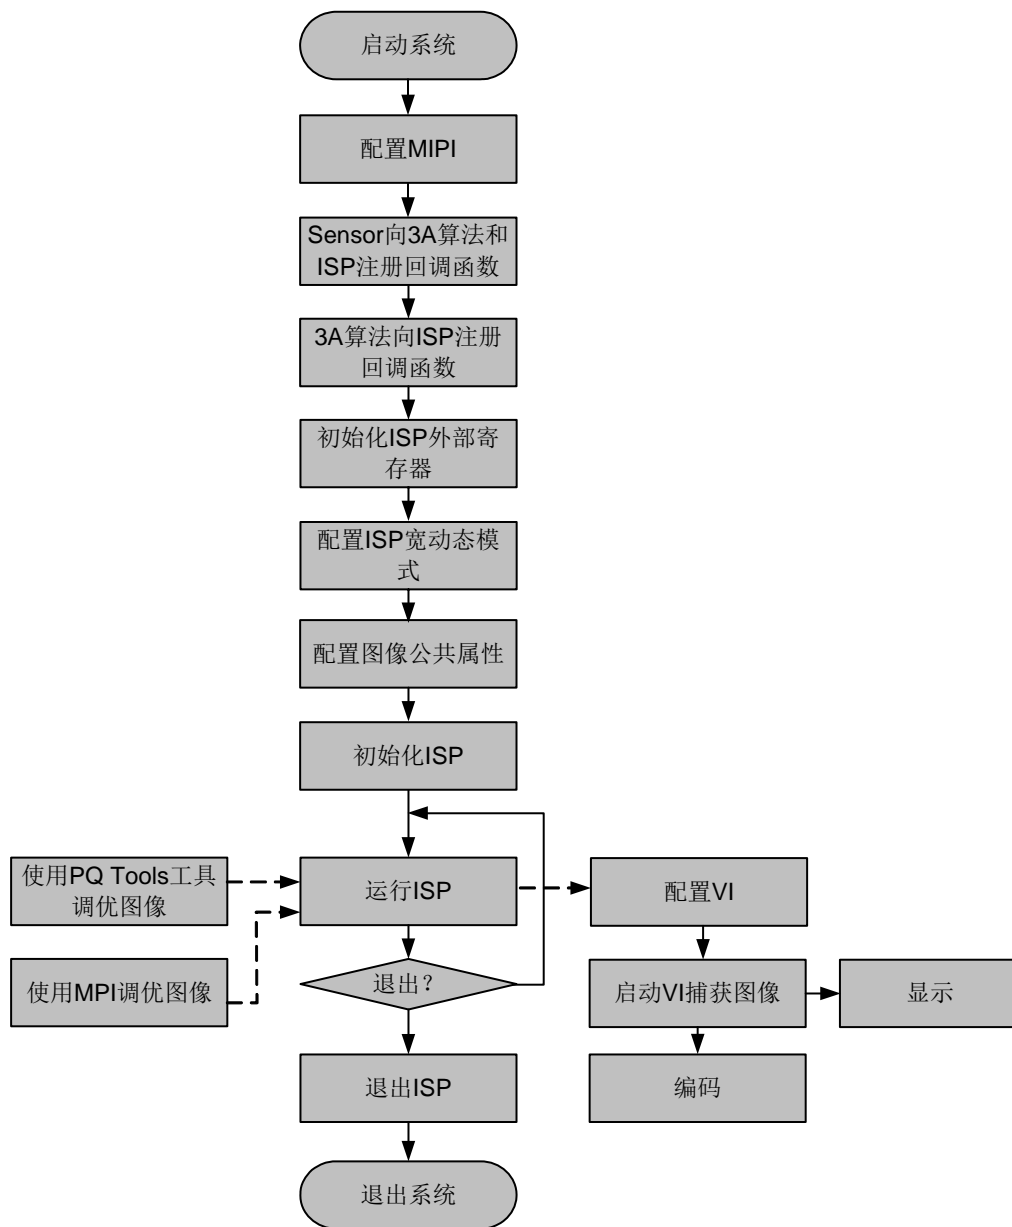 启动系统
配置MIPI
Sensor向3A算法和
ISP注册回调函数
3A算法向ISP注册
回调函数
初始化ISP外部寄
存器
配置ISP宽动态模
式
配置图像公共属性
初始化ISP
使用PQ Tools工具
调优图像
运行ISP
配置VI
使用MPI调优图像
退出?
启动VI捕获图像
显示
退出ISP
编码
退出系统